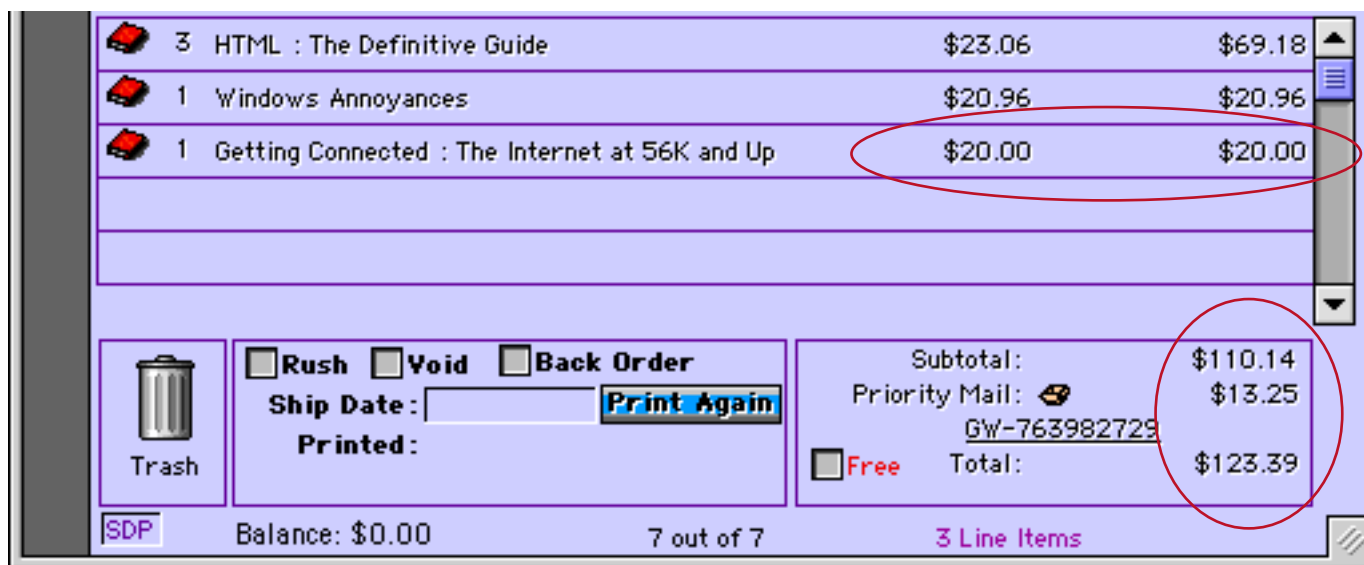 3 HTML : The Definitive Guide $23.06 $69.18
1 Windows Annoyances $20.96 $20.96
1 Getting Connected : The Internet at 56K and Up $20.00 $20.00
Rush Void Back Order
Ship Date: Print Again
Printed:
Trash
Subtotal: $110.14
Priority Mail: $13.25
GW-763982729
Free Total: $123.39
SDP Balance: $0.00 7 out of 7 3 Line Items